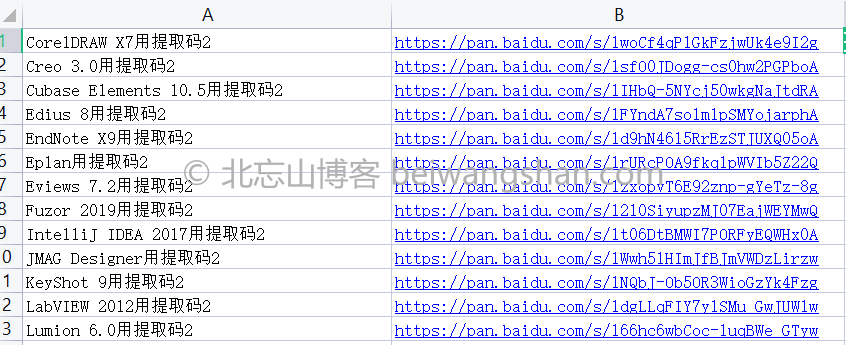 A B
1 CorelDRAW X7用提取码2 https://pan.baidu.com/s/1woCf4qPlGkFzjwUk4e9I2g
2 Creo 3.0用提取码2 https://pan.baidu.com/s/1sfO0JDogg-cs0hw2PGPboA
3 Cubase Elements 10.5用提取码2 https://pan.baidu.com/s/1IHbQ-5NYcj50wkgNaJtdRA
4 Edius 8用提取码2 https://pan.baidu.com/s/1FYndA7so1m1pSMYojarphA
5 EndNote X9用提取码2 https://pan.baidu.com/s/1d9hN4615RrEzSTJUXQ05oA
6 Eplan用提取码2 https://pan.baidu.com/s/1rURcPOA9fkq1pWVIb5Z22Q
© 北忘山博客 beiwangshan.com
7 Eviews 7.2用提取码2 https://pan.baidu.com/s/1zxopvT6E92znp-gYeTz-8g
8 Fuzor 2019用提取码2 https://pan.baidu.com/s/1210SiyupzMJ07EajWEYMwQ
9 IntelliJ IDEA 2017用提取码2 https://pan.baidu.com/s/1t06DtBMWI7PORFyEQWHx0A
0 JMAG Designer用提取码2 https://pan.baidu.com/s/1Wwh51HImJfBJmVWDzLirzw
1 KeyShot 9用提取码2 https://pan.baidu.com/s/1NQbJ-Ob5OR3WioGzYk4Fzg
2 LabVIEW 2012用提取码2 https://pan.baidu.com/s/1dgLLqFIY7y1SMu_GwJUW1w
3 Lumion 6.0用提取码2 https://pan.baidu.com/s/166hc6wbCoc-1uqBWe_GTyw